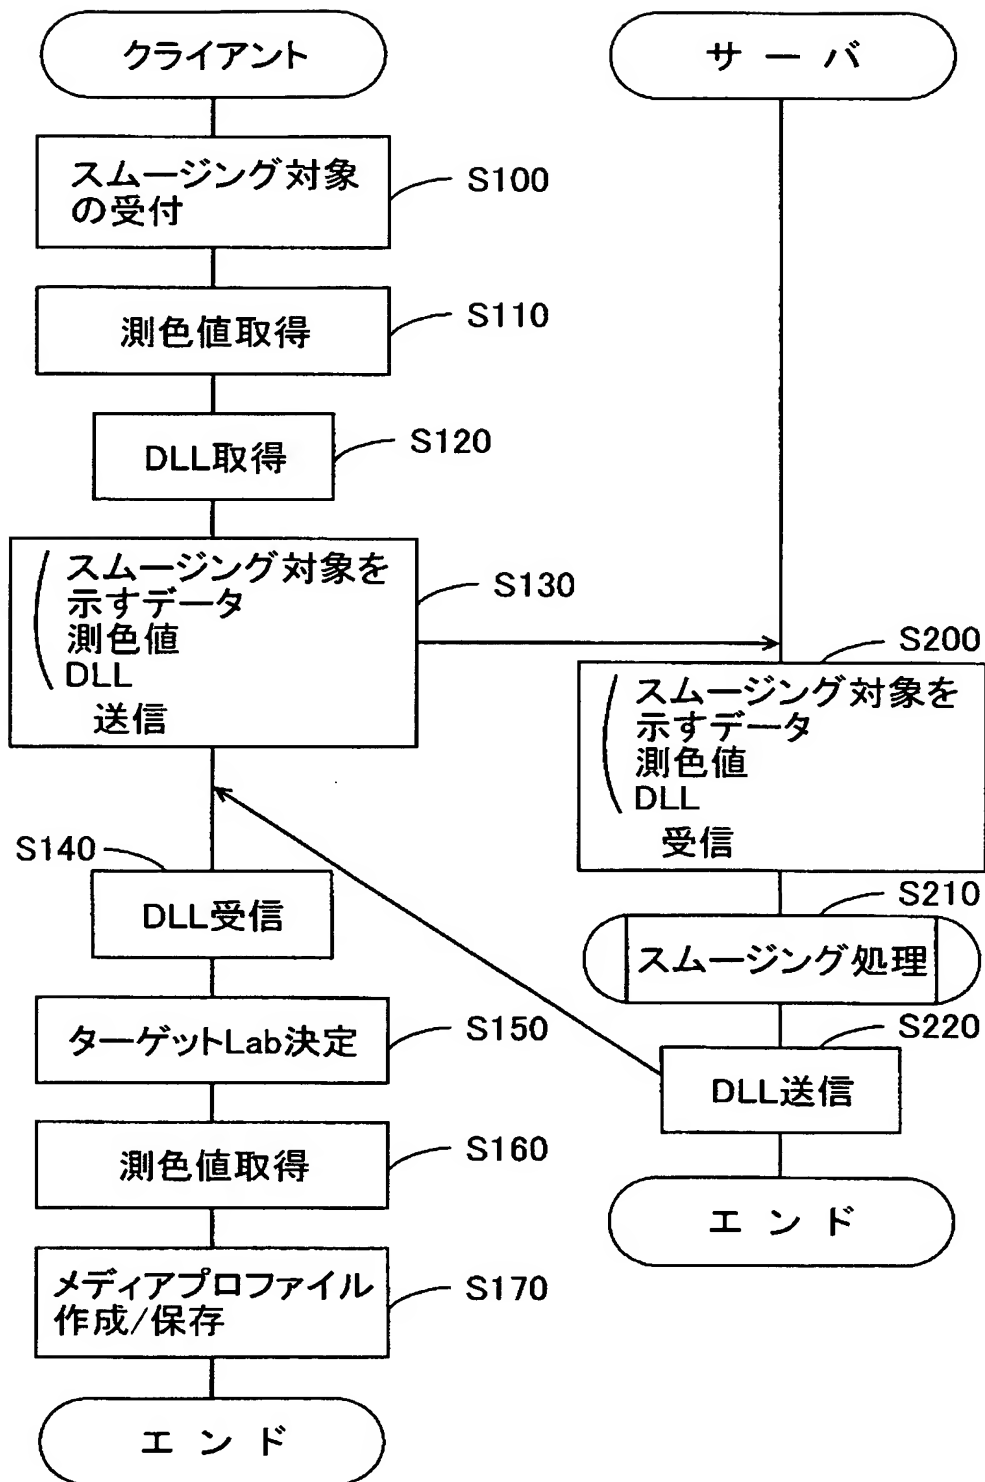 クライアント
サーバ
スムージング対象
の受付
S100
測色値取得
S110
DLL取得
S120
スムージング対象を
示すデータ
測色値
DLL
送信
S130
S200
スムージング対象を
示すデータ
測色値
DLL
受信
S140
DLL受信
S210
スムージング処理
ターゲットLab決定
S150
S220
DLL送信
測色値取得
S160
エンド
メディアプロファイル
作成/保存
S170
エンド